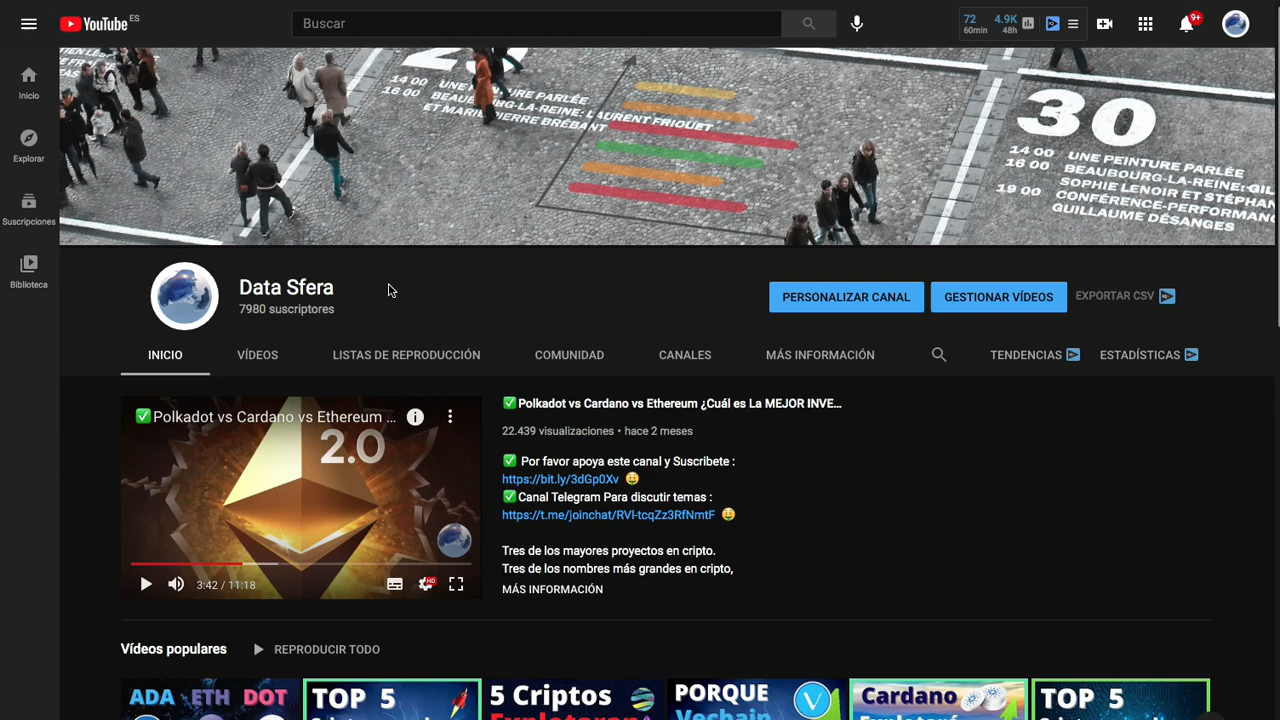 YouTube ES
Buscar
72
60min
4.9K
48h
9+
Inicio
Explorar
Suscripciones
Biblioteca
14 00 UNE PEINTURE PARLÉE
16 00
LAURENT FRIQUET
30
14 00 UNE PEINTURE PARLÉE
16 00 BEAUBOURG-LA-REINE: GIL
SOPHIE LENOIR ET STÉPHAN
19 00 CONFÉRENCE-PERFORMAN
GUILLAUME DÉSANGES
Data Sfera
7980 suscriptores
PERSONALIZAR CANAL
GESTIONAR VÍDEOS
EXPORTAR CSV
INICIO
VÍDEOS
LISTAS DE REPRODUCCIÓN
COMUNIDAD
CANALES
MÁS INFORMACIÓN
TENDENCIAS
ESTADÍSTICAS
✅Polkadot vs Cardano vs Ethereum ...
2.0
3:42 / 11:18
HD
✅Polkadot vs Cardano vs Ethereum ¿Cuál es La MEJOR INVE...
22.439 visualizaciones • hace 2 meses
✅ Por favor apoya este canal y Suscribete :
https://bit.ly/3dGp0Xv 🤑
✅Canal Telegram Para discutir temas :
https://t.me/joinchat/RVI-tcqZz3RfNmtF 🤑
Tres de los mayores proyectos en cripto.
Tres de los nombres más grandes en cripto,
MÁS INFORMACIÓN
Vídeos populares
REPRODUCIR TODO
ADA ETH DOT
TOP 5
5 Criptos
PORQUE
Vechain
Cardano
TOP 5